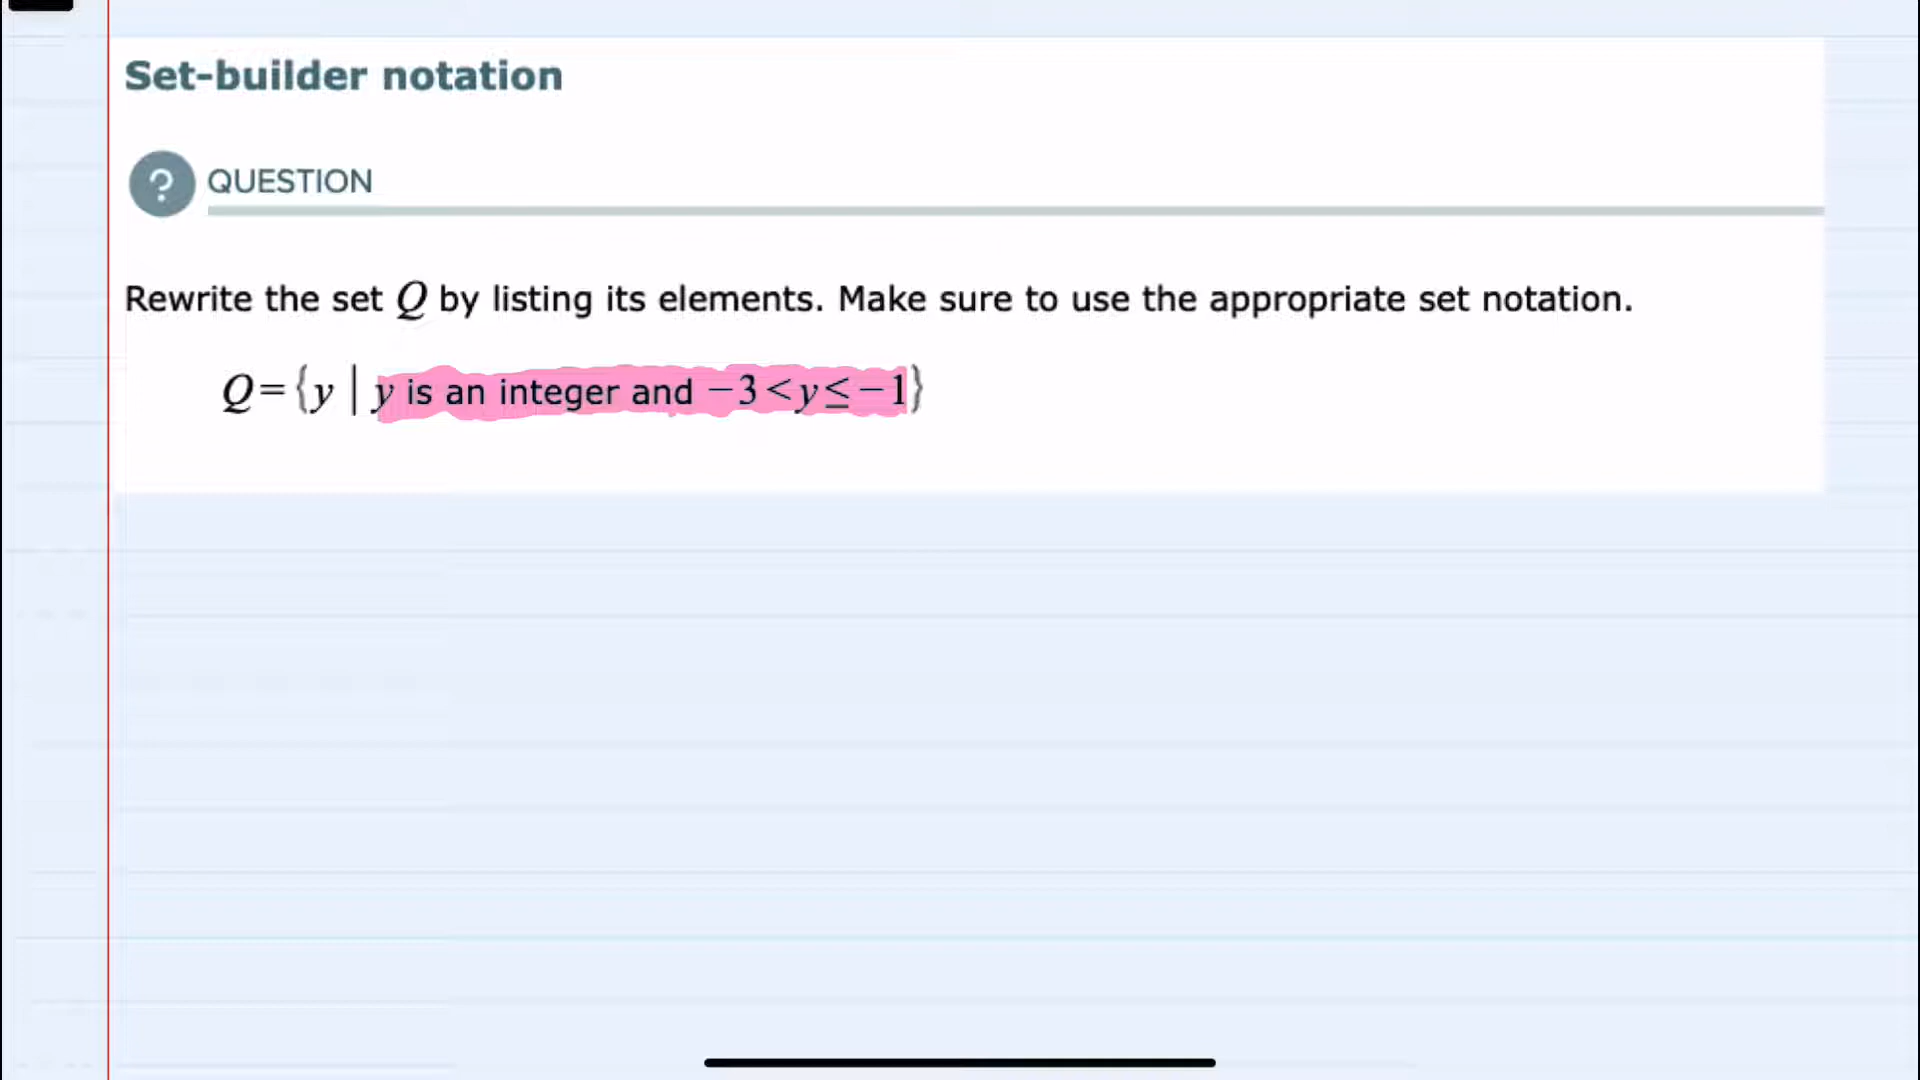 Set-builder notation
? QUESTION
Rewrite the set Q by listing its elements. Make sure to use the appropriate set notation.
Q={y | y is an integer and −3<y≤−1}